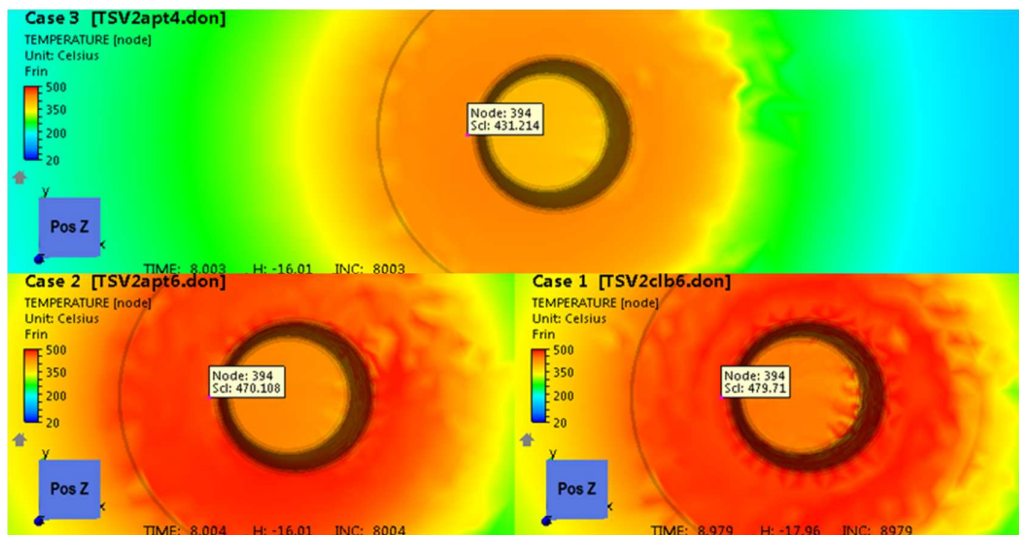 Case 3 [TSV2apt4.don]
TEMPERATURE [node]
Unit: Celsius
Frin
500
350
200
20
Node: 394
Scl: 431.214
y
Pos Z
x
TIME: 8.003 H: -16.01 INC: 8003
Case 2 [TSV2apt6.don]
TEMPERATURE [node]
Unit: Celsius
Frin
500
350
200
20
Node: 394
Scl: 470.108
y
Pos Z
x
TIME: 8.004 H: -16.01 INC: 8004
Case 1 [TSV2clb6.don]
TEMPERATURE [node]
Unit: Celsius
Frin
500
350
200
20
Node: 394
Scl: 479.71
y
Pos Z
x
TIME: 8.979 H: -17.96 INC: 8979